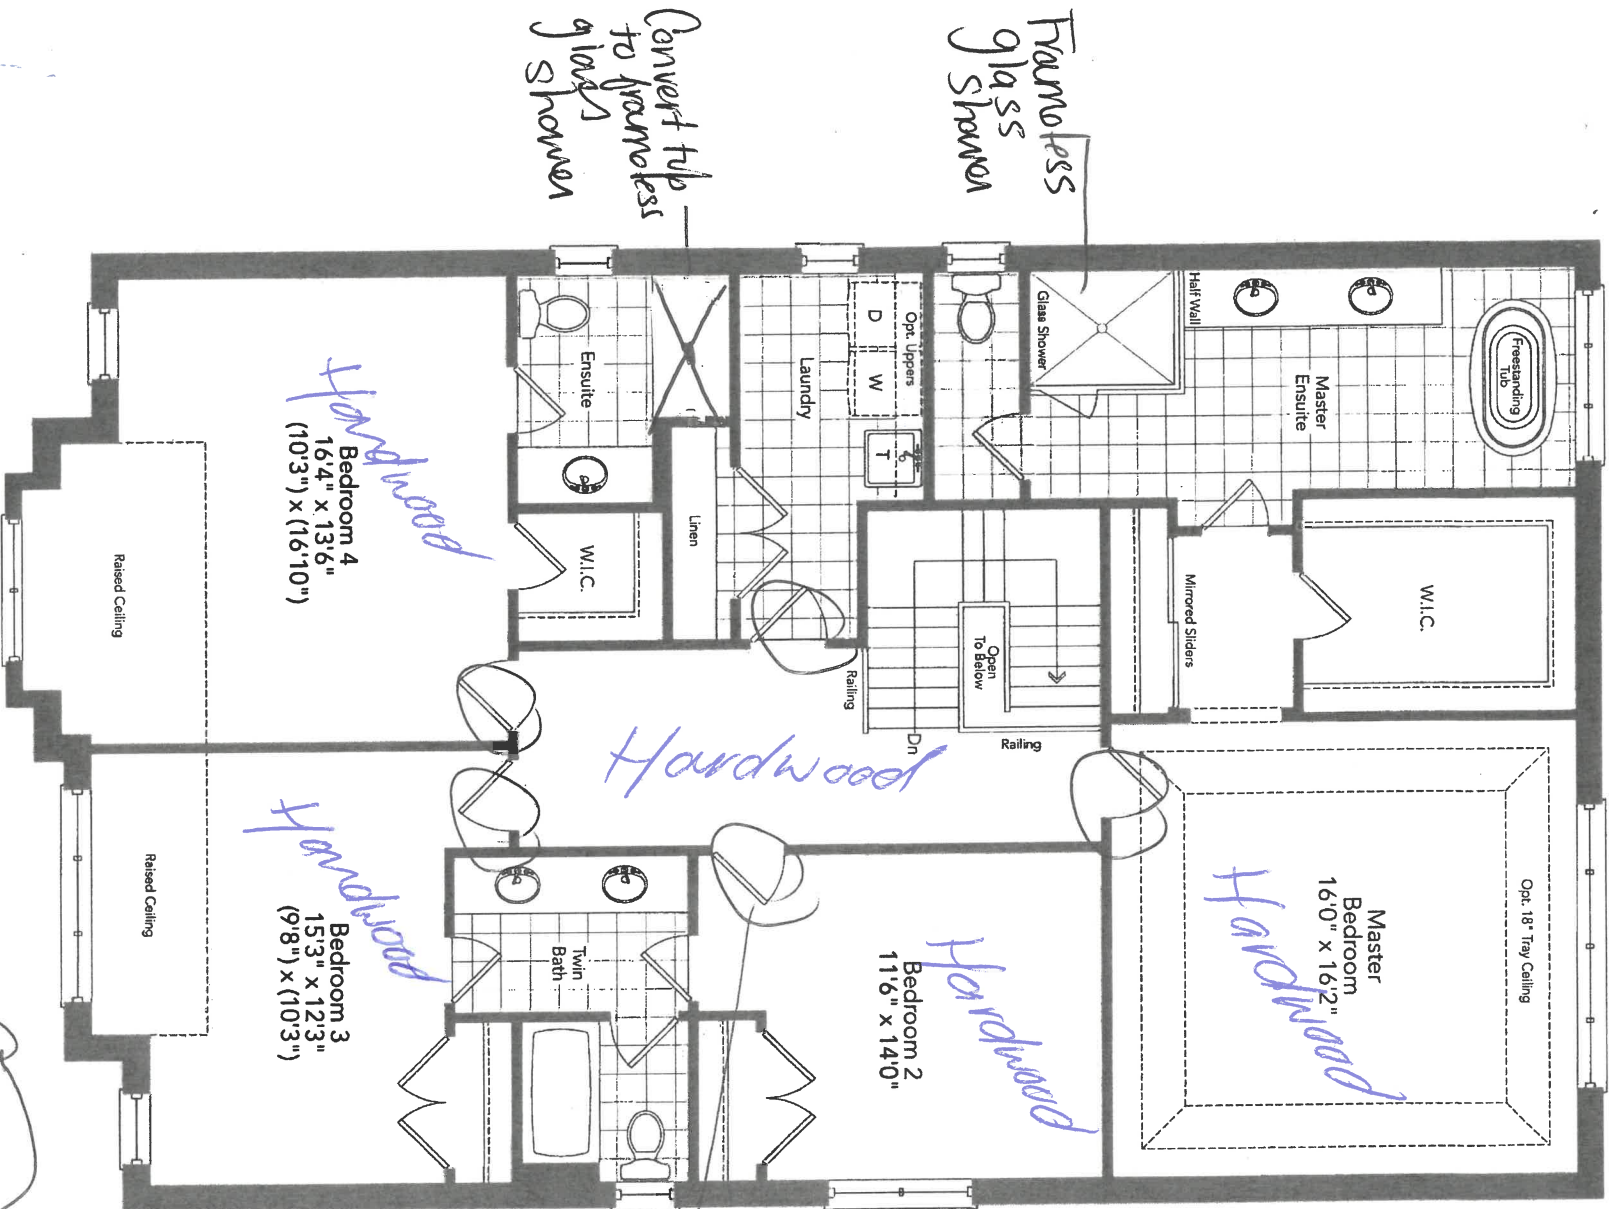 Frameless
glass
shower
Convert tub
to frameless
glass
shower
Freestanding
Tub
Master
Ensuite
Half Wall
Glass Shower
W.I.C.
Mirrored Sliders
Opt. Uppers
D
W
T
Laundry
Linen
Ensuite
W.I.C.
Open
To Below
Railing
Railing
Dn
Opt. 18" Tray Ceiling
Master
Bedroom
16'0" x 16'2"
Hardwood
Bedroom 2
11'6" x 14'0"
Hardwood
Hardwood
Twin
Bath
Bedroom 4
16'4" x 13'6"
(10'3") x (16'10")
Hardwood
Raised Ceiling
Bedroom 3
15'3" x 12'3"
(9'8") x (10'3")
Hardwood
Raised Ceiling